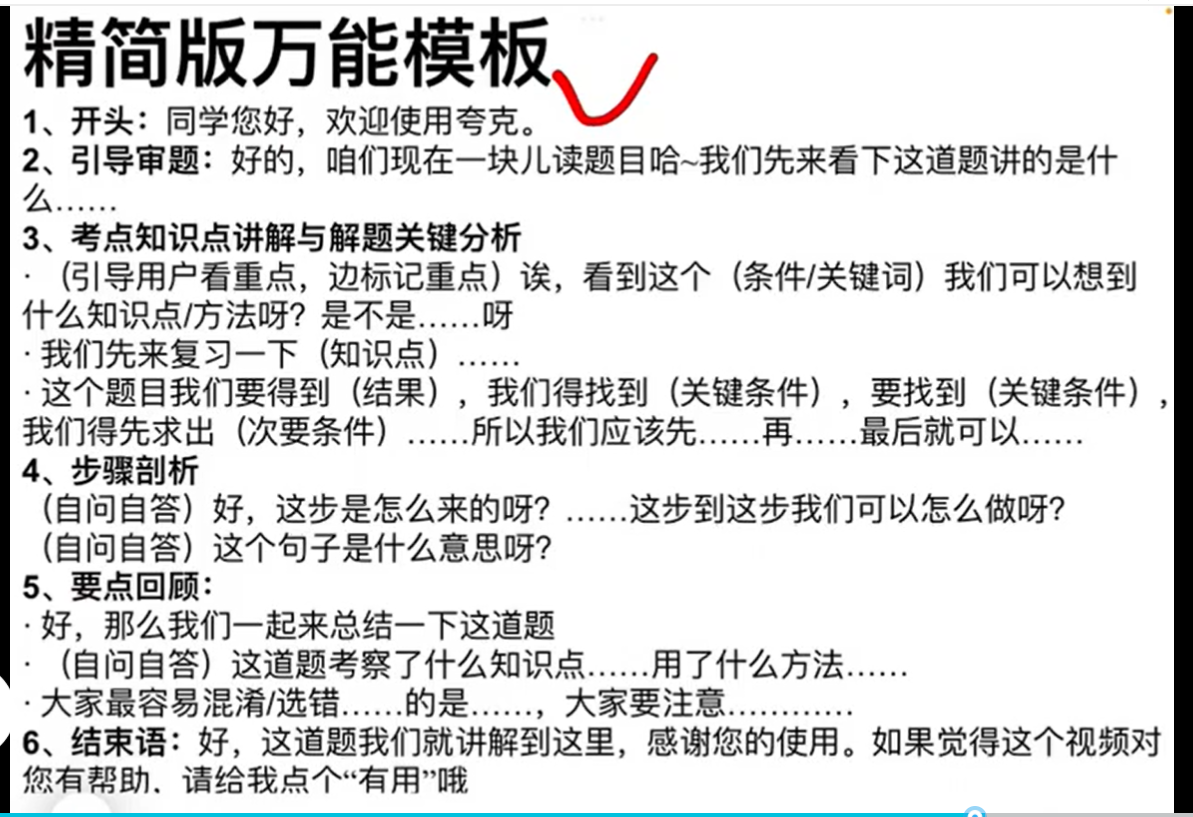 精简版万能模板
1、开头：同学您好，欢迎使用夸克。
2、引导审题：好的，咱们现在一块儿读题目哈~我们先来看下这道题讲的是什
么……
3、考点知识点讲解与解题关键分析
·（引导用户看重点，边标记重点）诶，看到这个（条件/关键词）我们可以想到
什么知识点/方法呀？是不是……呀
·我们先来复习一下（知识点）……
·这个题目我们要得到（结果），我们得找到（关键条件），要找到（关键条件），
我们得先求出（次要条件）……所以我们应该先……再……最后就可以……
4、步骤剖析
（自问自答）好，这步是怎么来的呀？……这步到这步我们可以怎么做呀？
（自问自答）这个句子是什么意思呀？
5、要点回顾：
·好，那么我们一起来总结一下这道题
·（自问自答）这道题考察了什么知识点……用了什么方法……
·大家最容易混淆/选错……的是……，大家要注意…………
6、结束语：好，这道题我们就讲解到这里，感谢您的使用。如果觉得这个视频对
您有帮助，请给我点个“有用”哦